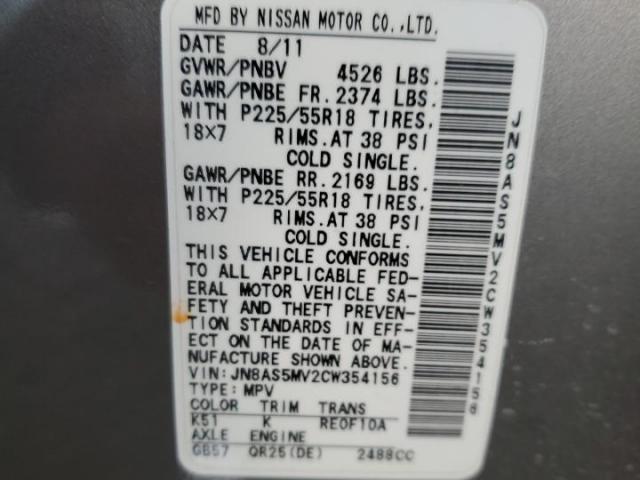 MFD BY NISSAN MOTOR CO.,LTD.
DATE 8/11
GVWR/PNBV 4526 LBS.
GAWR/PNBE FR. 2374 LBS.
WITH P225/55R18 TIRES,
18X7 RIMS.AT 38 PSI
COLD SINGLE.
GAWR/PNBE RR. 2169 LBS.
WITH P225/55R18 TIRES,
18X7 RIMS.AT 38 PSI
COLD SINGLE.
THIS VEHICLE CONFORMS
TO ALL APPLICABLE FED-
ERAL MOTOR VEHICLE SA-
FETY AND THEFT PREVEN-
TION STANDARDS IN EFF-
ECT ON THE DATE OF MA-
NUFACTURE SHOWN ABOVE.
VIN: JN8AS5MV2CW354156
TYPE: MPV
COLOR TRIM TRANS
K51 K RE0F10A
AXLE ENGINE
GB57 QR25(DE) 2488CC
JN8AS5MV2CW354156